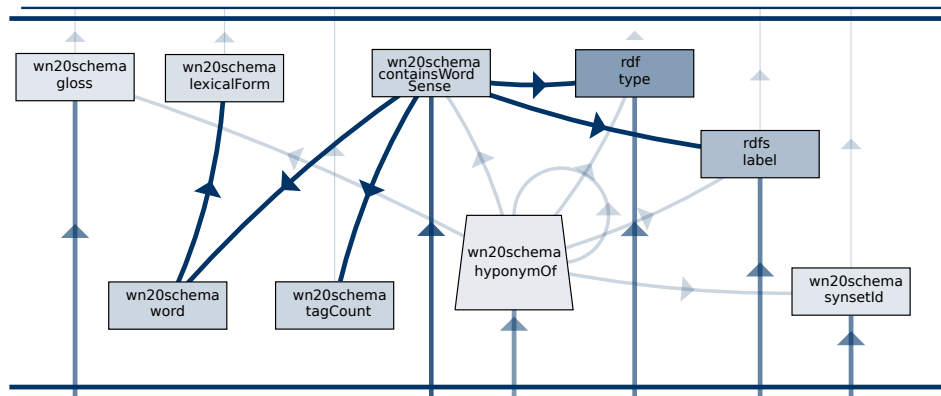 wn20schema
gloss
wn20schema
lexicalForm
wn20schema
containsWord
Sense
rdf
type
rdfs
label
wn20schema
hyponymOf
wn20schema
synsetId
wn20schema
word
wn20schema
tagCount